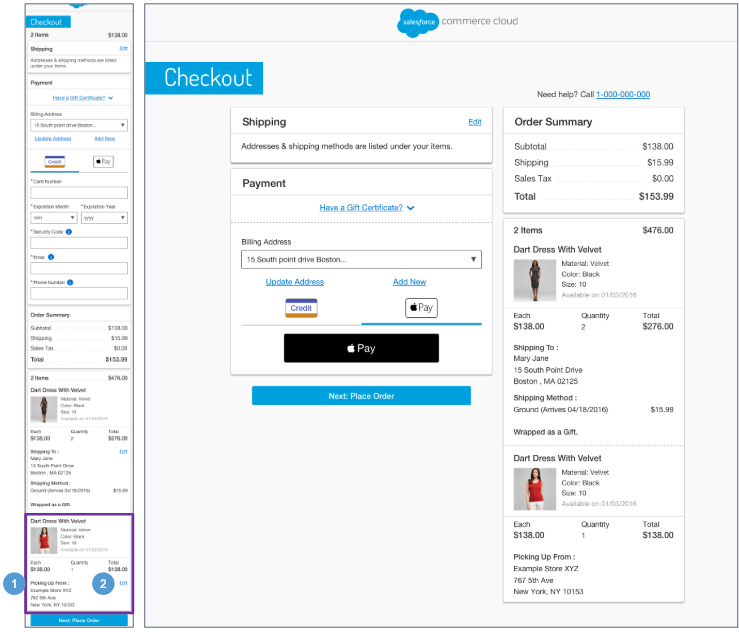 Checkout
2 Items $138.00
Shipping Edit
Addresses & shipping methods are listed
under your items.
Payment
Have a Gift Certificate?
Billing Address
15 South point drive Boston...
Update Address Add New
Credit Pay
*Card Number
*Expiration Month *Expiration Year
mm yyyy
*Security Code
*Email
*Phone Number
Order Summary
Subtotal $138.00
Shipping $15.99
Sales Tax $0.00
Total $153.99
2 Items $476.00
Dart Dress With Velvet
Material: Velvet
Color: Black
Size: 10
Available on 01/03/2016
Each Quantity Total
$138.00 2 $276.00
Shipping To : Edit
Mary Jane
15 South Point Drive
Boston , MA 02125
Shipping Method :
Ground (Arrives 04/18/2016) $15.99
Wrapped as a Gift.
Dart Dress With Velvet
Material: Velvet
Color: Black
Size: 10
Available on 01/03/2016
Each Quantity Total
$138.00 1 $138.00
1 Picking Up From : 2 Edit
Example Store XYZ
767 5th Ave
New York, NY 10153
Next: Place Order
salesforce commerce cloud
Checkout
Need help? Call 1-000-000-000
Shipping Edit
Addresses & shipping methods are listed under your items.
Payment
Have a Gift Certificate?
Billing Address
15 South point drive Boston...
Update Address Add New
Credit Pay
Pay
Next: Place Order
Order Summary
Subtotal $138.00
Shipping $15.99
Sales Tax $0.00
Total $153.99
2 Items $476.00
Dart Dress With Velvet
Material: Velvet
Color: Black
Size: 10
Available on 01/03/2016
Each Quantity Total
$138.00 2 $276.00
Shipping To :
Mary Jane
15 South Point Drive
Boston , MA 02125
Shipping Method :
Ground (Arrives 04/18/2016) $15.99
Wrapped as a Gift.
Dart Dress With Velvet
Material: Velvet
Color: Black
Size: 10
Available on 01/03/2016
Each Quantity Total
$138.00 1 $138.00
Picking Up From :
Example Store XYZ
767 5th Ave
New York, NY 10153